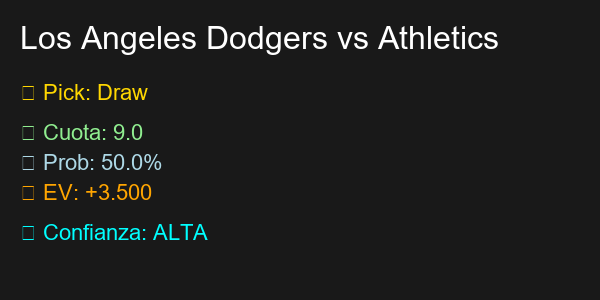 Los Angeles Dodgers vs Athletics
Pick: Draw
Cuota: 9.0
Prob: 50.0%
EV: +3.500
Confianza: ALTA